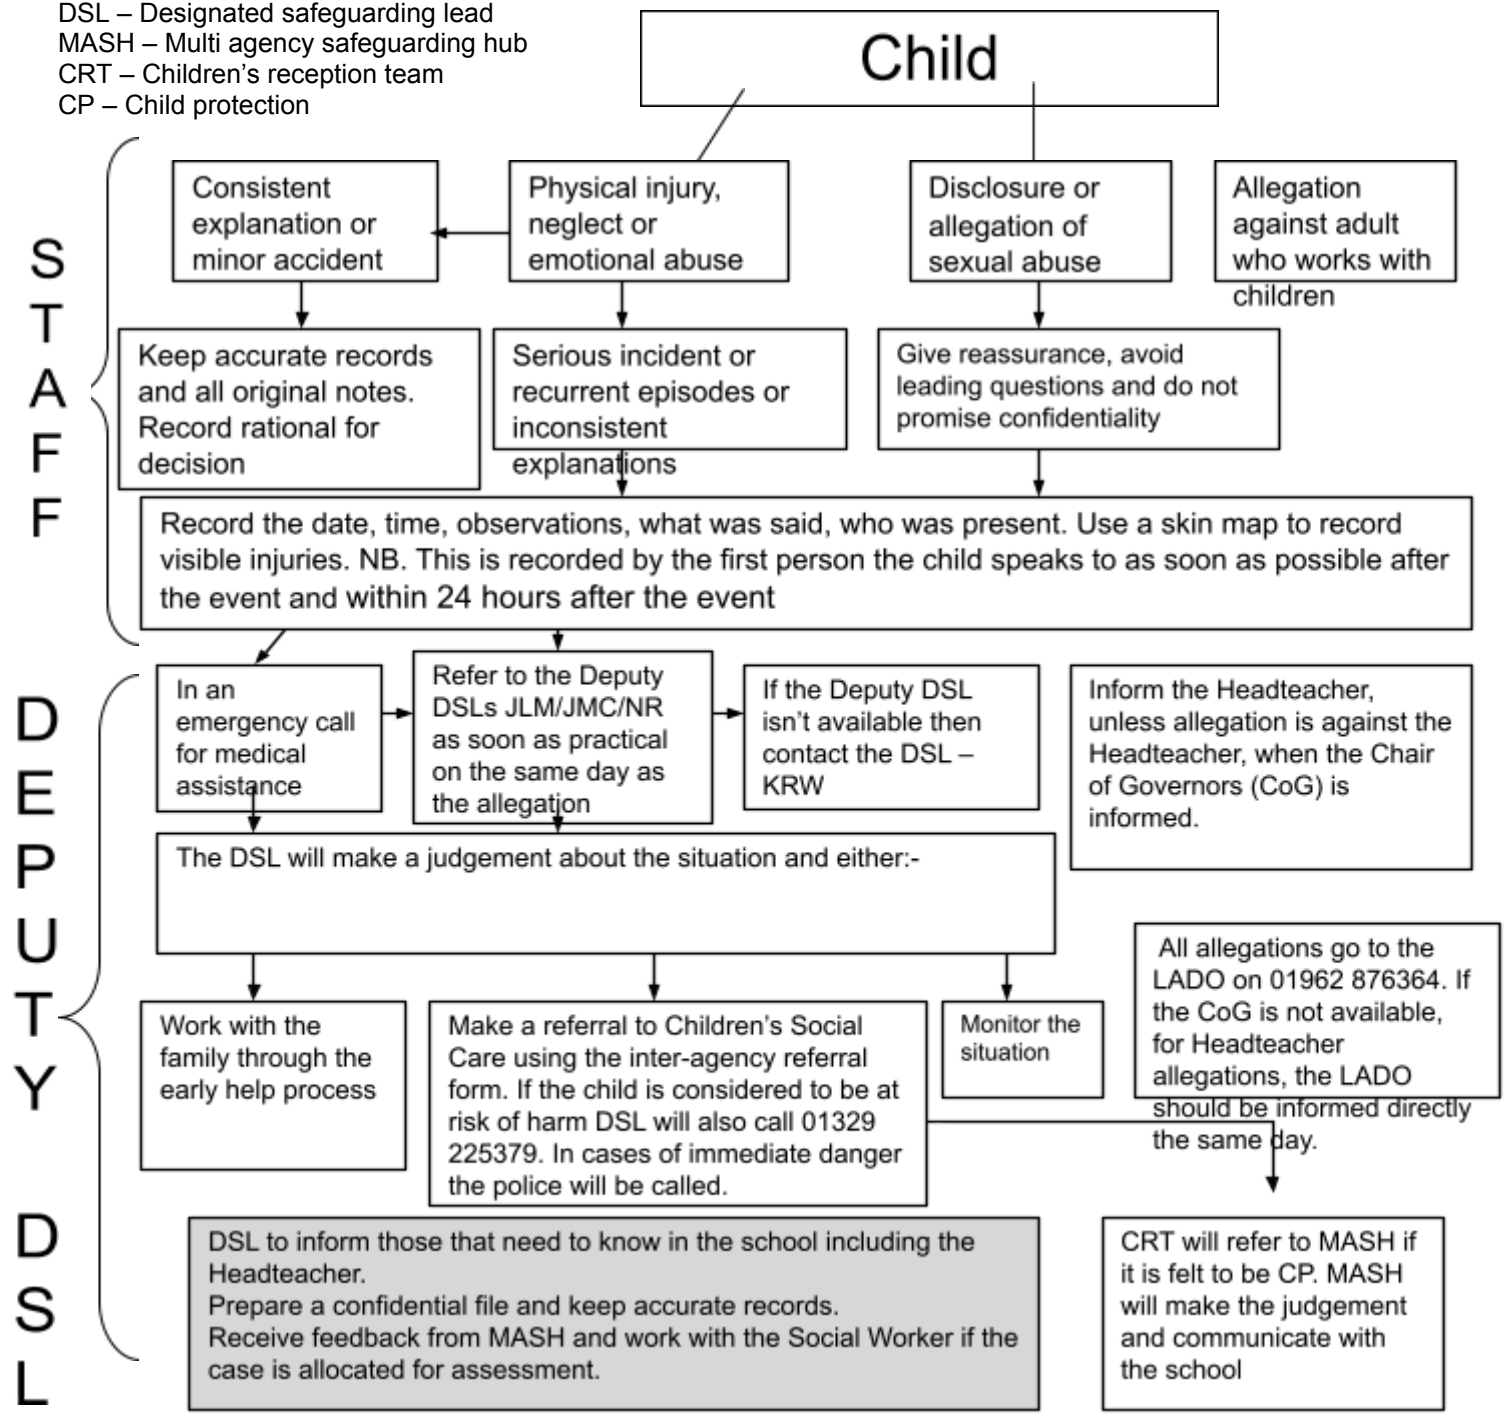 DSL – Designated safeguarding lead
MASH – Multi agency safeguarding hub
CRT – Children's reception team
CP – Child protection
Child
S
T
A
F
F
Consistent
explanation or
minor accident
Physical injury,
neglect or
emotional abuse
Disclosure or
allegation of
sexual abuse
Allegation
against adult
who works with
children
Keep accurate records
and all original notes.
Record rational for
decision
Serious incident or
recurrent episodes or
inconsistent
explanations
Give reassurance, avoid
leading questions and do not
promise confidentiality
Record the date, time, observations, what was said, who was present. Use a skin map to record
visible injuries. NB. This is recorded by the first person the child speaks to as soon as possible after
the event and within 24 hours after the event
D
E
P
U
T
Y
D
S
L
In an
emergency call
for medical
assistance
Refer to the Deputy
DSLs JLM/JMC/NR
as soon as practical
on the same day as
the allegation
If the Deputy DSL
isn't available then
contact the DSL –
KRW
Inform the Headteacher,
unless allegation is against the
Headteacher, when the Chair
of Governors (CoG) is
informed.
The DSL will make a judgement about the situation and either:-
All allegations go to the
LADO on 01962 876364. If
the CoG is not available,
for Headteacher
allegations, the LADO
should be informed directly
the same day.
Work with the
family through the
early help process
Make a referral to Children's Social
Care using the inter-agency referral
form. If the child is considered to be at
risk of harm DSL will also call 01329
225379. In cases of immediate danger
the police will be called.
Monitor the
situation
DSL to inform those that need to know in the school including the
Headteacher.
Prepare a confidential file and keep accurate records.
Receive feedback from MASH and work with the Social Worker if the
case is allocated for assessment.
CRT will refer to MASH if
it is felt to be CP. MASH
will make the judgement
and communicate with
the school